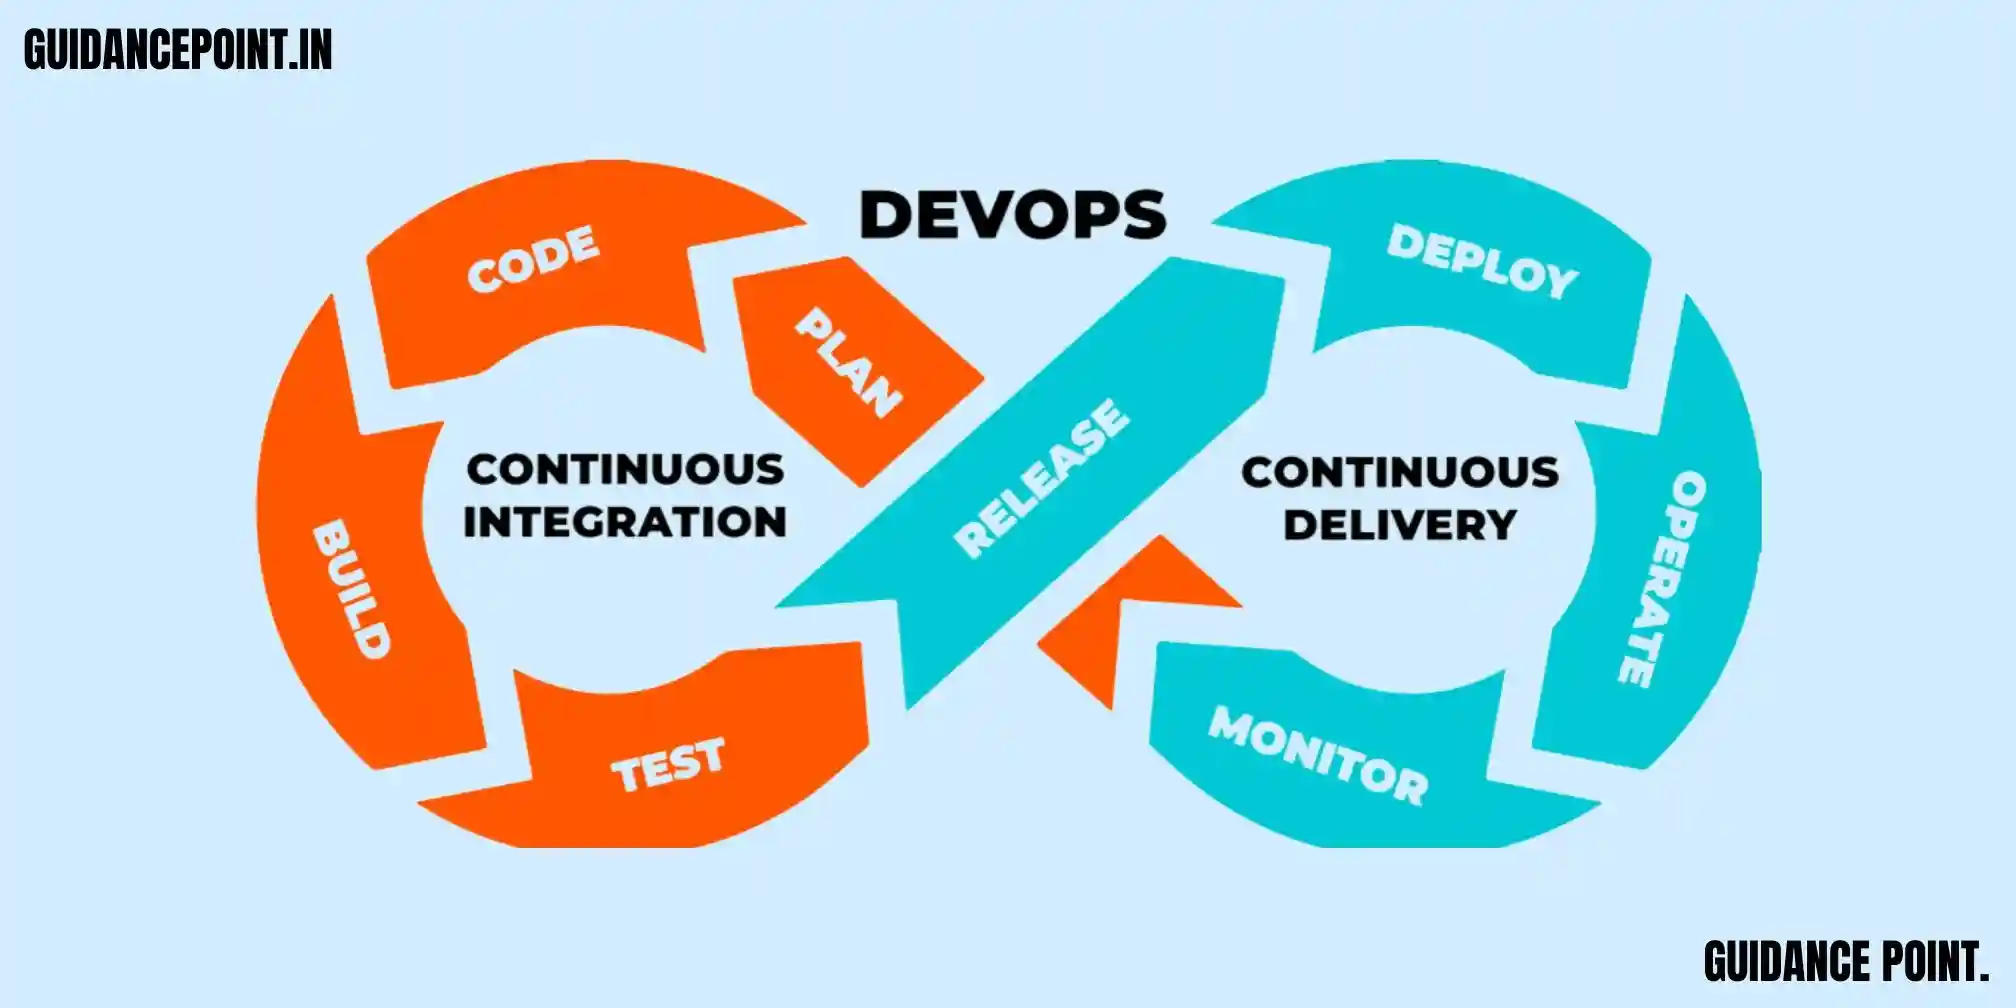 GUIDANCEPOINT.IN
DEVOPS
CODE
PLAN
BUILD
TEST
CONTINUOUS
INTEGRATION
RELEASE
DEPLOY
OPERATE
MONITOR
CONTINUOUS
DELIVERY
GUIDANCE POINT.